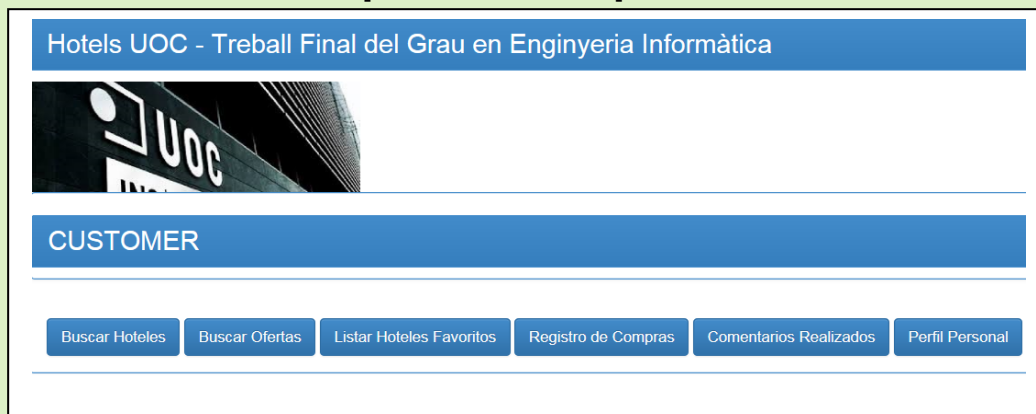 Hotels UOC - Treball Final del Grau en Enginyeria Informàtica
UOC
CUSTOMER
Buscar Hoteles Buscar Ofertas Listar Hoteles Favoritos Registro de Compras Comentarios Realizados Perfil Personal